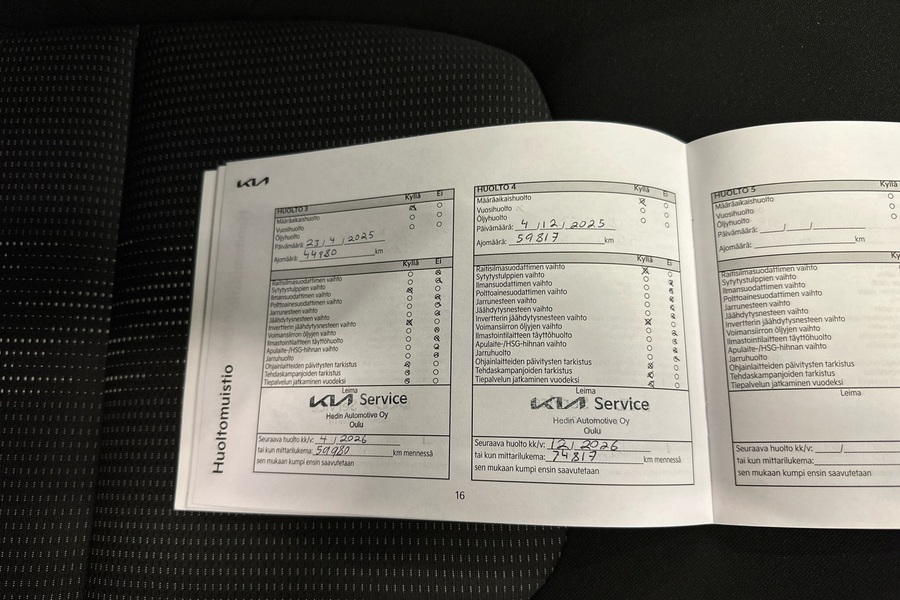 KIA
HUOLTO 3
Kyllä Ei
Määräaikaishuolto
Vuosihuolto
Öljyhuolto
Päivämäärä: 23 / 4 / 2025
Ajomäärä: 44980 km
Kyllä Ei
Raitisilmasuodattimen vaihto
Sytytystulppien vaihto
Ilmansuodattimen vaihto
Polttoainesuodattimen vaihto
Jarrunesteen vaihto
Jäähdytysnesteen vaihto
Invertterin jäähdytysnesteen vaihto
Voimansiirron öljyjen vaihto
Ilmastointilaitteen täyttöhuolto
Apulaite-/HSG-hihnan vaihto
Jarruhuolto
Ohjainlaitteiden päivitysten tarkistus
Tehdaskampanjoiden tarkistus
Tiepalvelun jatkaminen vuodeksi
Leima
KIA Service
Hedin Automotive Oy
Oulu
Seuraava huolto kk/v: 4 / 2026
tai kun mittarilukema: 59980 km mennessä
sen mukaan kumpi ensin saavutetaan
HUOLTO 4
Kyllä Ei
Määräaikaishuolto
Vuosihuolto
Öljyhuolto
Päivämäärä: 4 / 12 / 2025
Ajomäärä: 59817 km
Kyllä Ei
Raitisilmasuodattimen vaihto
Sytytystulppien vaihto
Ilmansuodattimen vaihto
Polttoainesuodattimen vaihto
Jarrunesteen vaihto
Jäähdytysnesteen vaihto
Invertterin jäähdytysnesteen vaihto
Voimansiirron öljyjen vaihto
Ilmastointilaitteen täyttöhuolto
Apulaite-/HSG-hihnan vaihto
Jarruhuolto
Ohjainlaitteiden päivitysten tarkistus
Tehdaskampanjoiden tarkistus
Tiepalvelun jatkaminen vuodeksi
Leima
KIA Service
Hedin Automotive Oy
Oulu
Seuraava huolto kk/v: 12 / 2026
tai kun mittarilukema: 74817 km mennessä
sen mukaan kumpi ensin saavutetaan
HUOLTO 5
Kyllä
Määräaikaishuolto
Vuosihuolto
Öljyhuolto
Päivämäärä: / /
Ajomäärä: km
Ky
Raitisilmasuodattimen vaihto
Sytytystulppien vaihto
Ilmansuodattimen vaihto
Polttoainesuodattimen vaihto
Jarrunesteen vaihto
Jäähdytysnesteen vaihto
Invertterin jäähdytysnesteen vaihto
Voimansiirron öljyjen vaihto
Ilmastointilaitteen täyttöhuolto
Apulaite-/HSG-hihnan vaihto
Jarruhuolto
Ohjainlaitteiden päivitysten tarkistus
Tehdaskampanjoiden tarkistus
Tiepalvelun jatkaminen vuodeksi
Leima
Seuraava huolto kk/v: /
tai kun mittarilukema:
sen mukaan kumpi ensin saavutetaan
Huoltomuistio
16